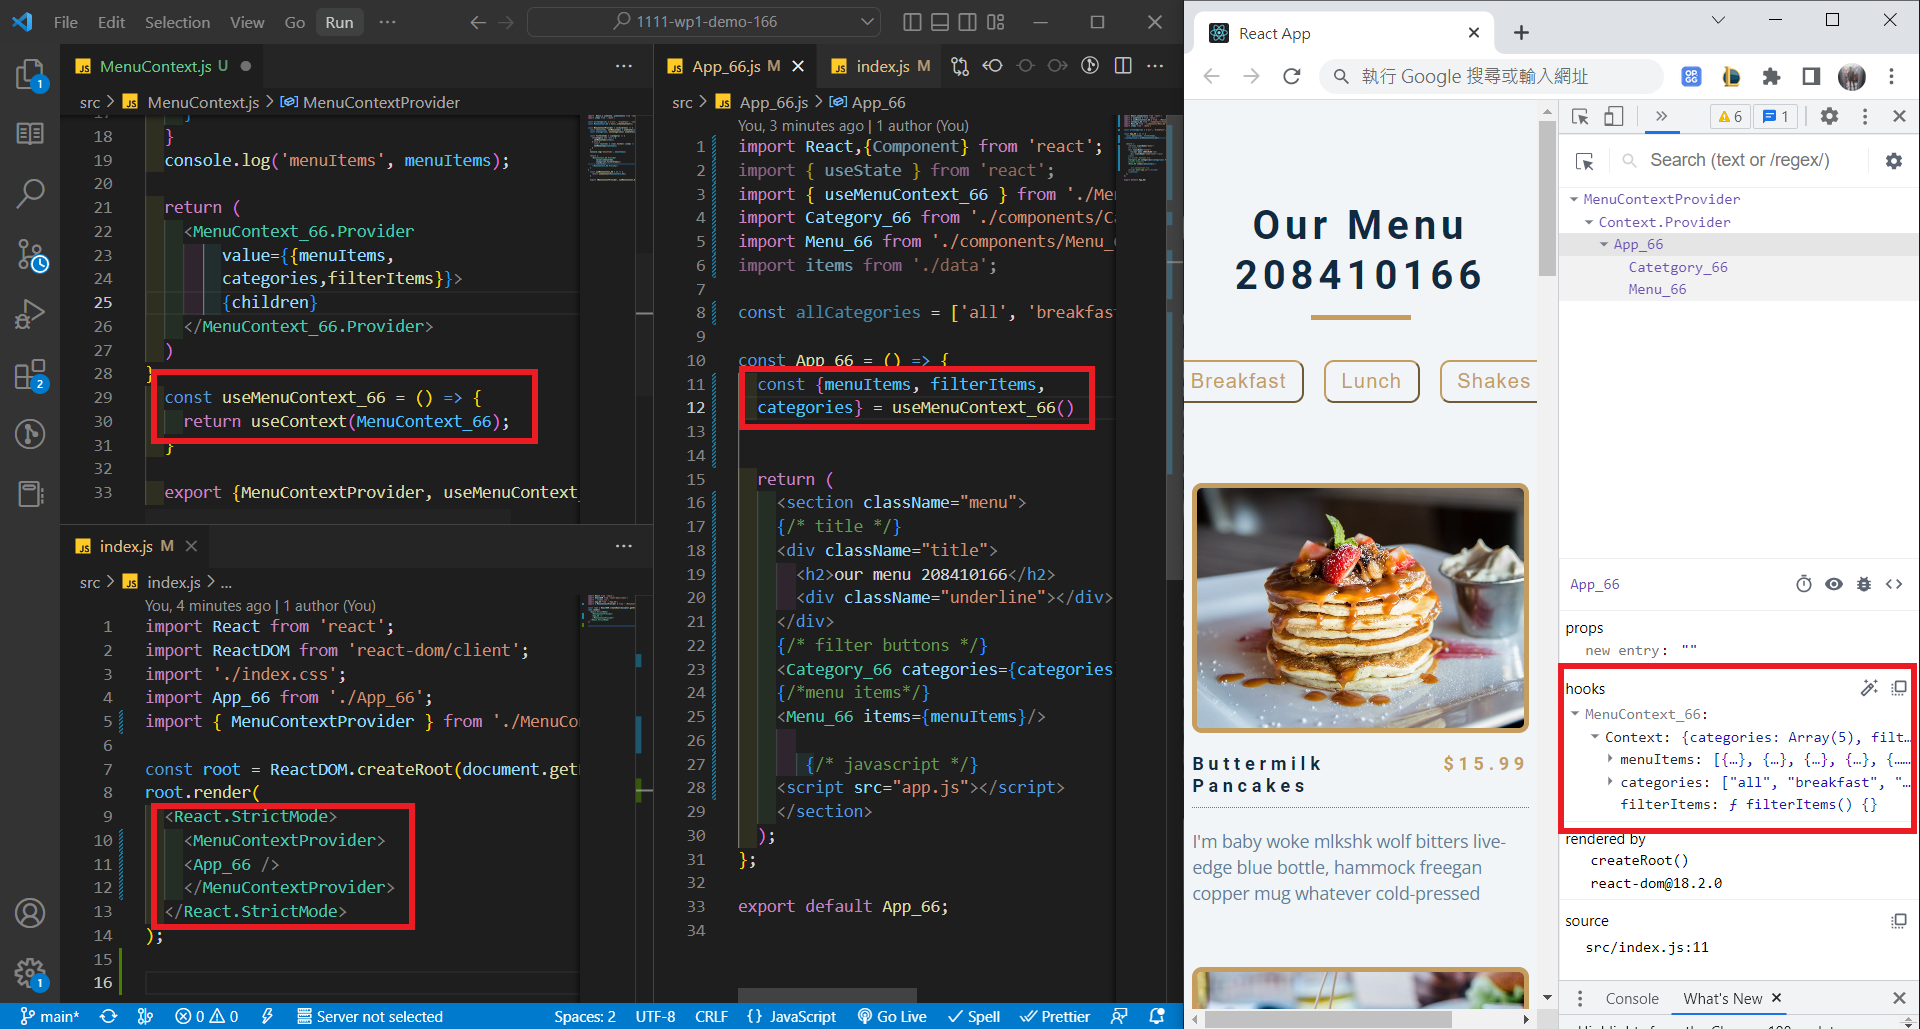 File Edit Selection View Go Run ···
1111-wp1-demo-166
MenuContext.js U
src > MenuContext.js > MenuContextProvider
18 }
19 console.log('menuItems', menuItems);
20
21 return (
22 <MenuContext_66.Provider
23 value={{menuItems,
24 categories,filterItems}}>
25 {children}
26 </MenuContext_66.Provider>
27 )
28 }
29 const useMenuContext_66 = () => {
30 return useContext(MenuContext_66);
31 }
32
33 export {MenuContextProvider, useMenuContext_
index.js M
src > index.js > ...
You, 4 minutes ago | 1 author (You)
1 import React from 'react';
2 import ReactDOM from 'react-dom/client';
3 import './index.css';
4 import App_66 from './App_66';
5 import { MenuContextProvider } from './MenuCo
6
7 const root = ReactDOM.createRoot(document.get
8 root.render(
9 <React.StrictMode>
10 <MenuContextProvider>
11 <App_66 />
12 </MenuContextProvider>
13 </React.StrictMode>
14 );
15
16
App_66.js M
index.js M
src > App_66.js > App_66
You, 3 minutes ago | 1 author (You)
1 import React,{Component} from 'react';
2 import { useState } from 'react';
3 import { useMenuContext_66 } from './Me
4 import Category_66 from './components/C
5 import Menu_66 from './components/Menu_
6 import items from './data';
7
8 const allCategories = ['all', 'breakfas
9
10 const App_66 = () => {
11 const {menuItems, filterItems,
12 categories} = useMenuContext_66()
13
14
15 return (
16 <section className="menu">
17 {/* title */}
18 <div className="title">
19 <h2>our menu 208410166</h2>
20 <div className="underline"></div>
21 </div>
22 {/* filter buttons */}
23 <Category_66 categories={categories
24 {/*menu items*/}
25 <Menu_66 items={menuItems}/>
26
27 {/* javascript */}
28 <script src="app.js"></script>
29 </section>
30 );
31 };
32
33 export default App_66;
34
main*
0 0
Server not selected
Spaces: 2
UTF-8
CRLF
{ } JavaScript
Go Live
Spell
Prettier
React App
執行 Google 搜尋或輸入網址
Our Menu
208410166
Breakfast
Lunch
Shakes
Buttermilk
Pancakes
$15.99
I'm baby woke mlkshk wolf bitters live-
edge blue bottle, hammock freegan
copper mug whatever cold-pressed
6
1
Search (text or /regex/)
MenuContextProvider
Context.Provider
App_66
Catetgory_66
Menu_66
App_66
props
new entry: ""
hooks
MenuContext_66:
Context: {categories: Array(5), filt…
menuItems: [{…}, {…}, {…}, {…}, {……
categories: ["all", "breakfast", "…
filterItems: ƒ filterItems() {}
rendered by
createRoot()
react-dom@18.2.0
source
src/index.js:11
Console
What's New